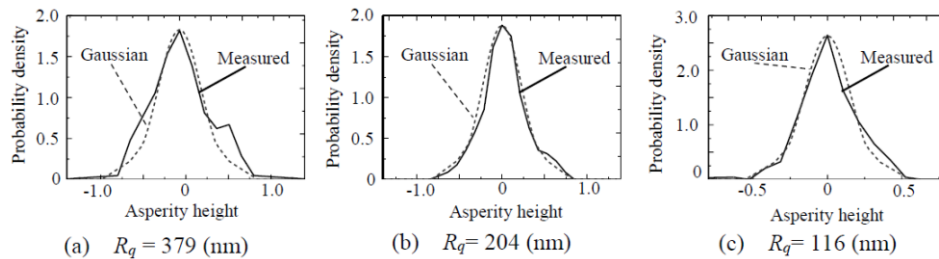 2.0
1.5
1.0
0.5
0
Probability density
Gaussian
Measured
-1.0 0 1.0
Asperity height
(a) Rq = 379 (nm)
2.0
1.5
1.0
0.5
0
Probability density
Gaussian
Measured
-1.0 0 1.0
Asperity height
(b) Rq= 204 (nm)
3.0
2.0
1.0
0
Probability density
Gaussian
Measured
-0.5 0 0.5
Asperity height
(c) Rq= 116 (nm)